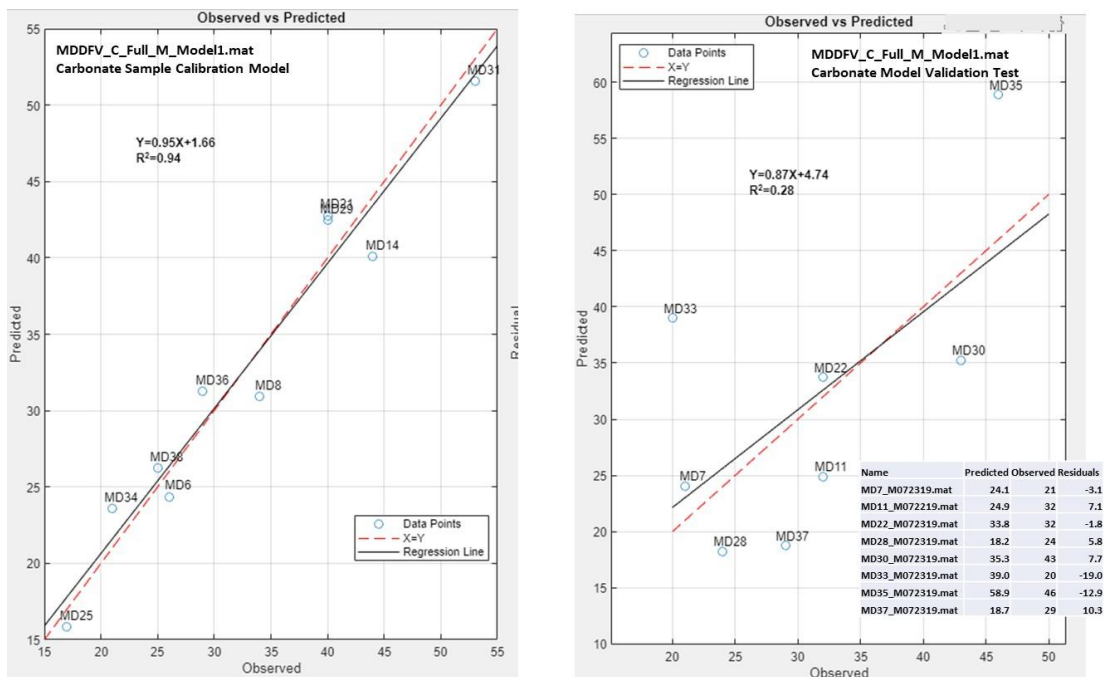 Observed vs Predicted
MDDFV_C_Full_M_Model1.mat
Carbonate Sample Calibration Model
Y=0.95X+1.66
R²=0.94
MD31
MD21
MD29
MD14
MD36
MD8
MD38
MD6
MD34
MD25
Data Points
X=Y
Regression Line
55
50
45
40
35
30
25
20
15
15 20 25 30 35 40 45 50 55
Predicted
Observed
Residual
Observed vs Predicted
Data Points
X=Y
Regression Line
MDDFV_C_Full_M_Model1.mat
Carbonate Model Validation Test
MD35
Y=0.87X+4.74
R²=0.28
MD33
MD22
MD30
MD7
MD11
MD28
MD37
60
55
50
45
40
35
30
25
20
15
10
20 25 30 35 40 45 50
Predicted
Observed
Name Predicted Observed Residuals
MD7_M072319.mat 24.1 21 -3.1
MD11_M072219.mat 24.9 32 7.1
MD22_M072319.mat 33.8 32 -1.8
MD28_M072319.mat 18.2 24 5.8
MD30_M072319.mat 35.3 43 7.7
MD33_M072319.mat 39.0 20 -19.0
MD35_M072319.mat 58.9 46 -12.9
MD37_M072319.mat 18.7 29 10.3